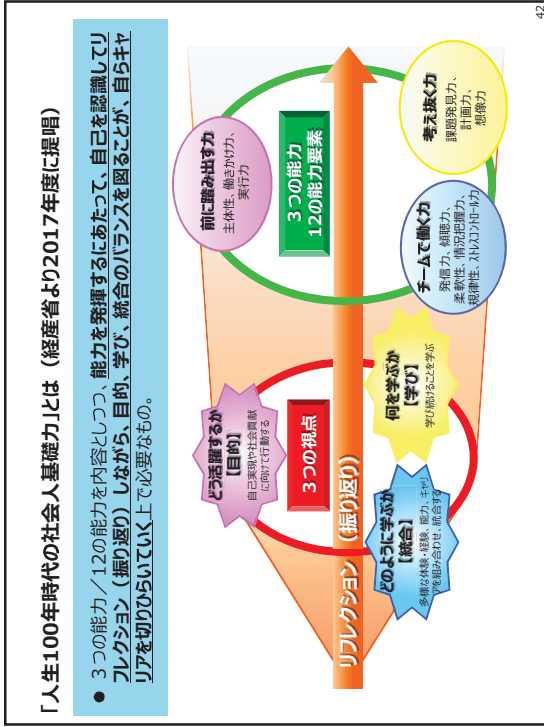 「人生100年時代の社会人基礎力」とは（経産省より2017年度に提唱）
● ３つの能力／12の能力を内容としつつ、能力を発揮するにあたって、自己を認識してリ
フレクション（振り返り）しながら、目的、学び、統合のバランスを図ることが、自らキャ
リアを切りひらいていく上で必要なもの。
どう活躍するか
【目的】
自己実現や社会貢献
に向けて行動する
３つの視点
どのように学ぶか
【統合】
多様な体験・経験、能力、キャリ
アを組み合わせ、統合する
何を学ぶか
【学び】
学び続けることを学ぶ
リフレクション（振り返り）
前に踏み出す力
主体性、働きかけ力、
実行力
３つの能力
12の能力要素
チームで働く力
発信力、傾聴力、
柔軟性、情況把握力、
規律性、ストレスコントロール力
考え抜く力
課題発見力、
計画力、
想像力
42